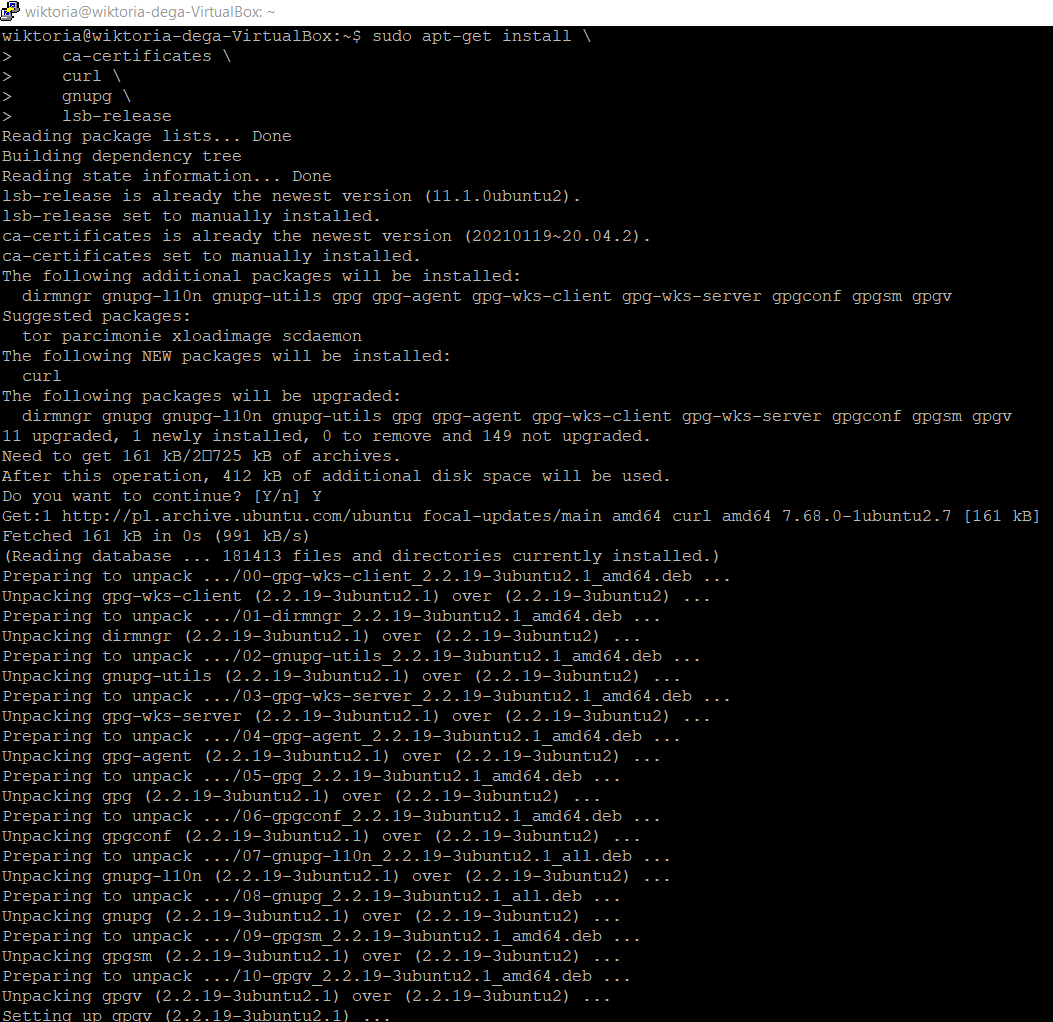 wiktoria@wiktoria-dega-VirtualBox: ~
wiktoria@wiktoria-dega-VirtualBox:~$ sudo apt-get install \
>     ca-certificates \
>     curl \
>     gnupg \
>     lsb-release
Reading package lists... Done
Building dependency tree
Reading state information... Done
lsb-release is already the newest version (11.1.0ubuntu2).
lsb-release set to manually installed.
ca-certificates is already the newest version (20210119~20.04.2).
ca-certificates set to manually installed.
The following additional packages will be installed:
  dirmngr gnupg-l10n gnupg-utils gpg gpg-agent gpg-wks-client gpg-wks-server gpgconf gpgsm gpgv
Suggested packages:
  tor parcimonie xloadimage scdaemon
The following NEW packages will be installed:
  curl
The following packages will be upgraded:
  dirmngr gnupg gnupg-l10n gnupg-utils gpg gpg-agent gpg-wks-client gpg-wks-server gpgconf gpgsm gpgv
11 upgraded, 1 newly installed, 0 to remove and 149 not upgraded.
Need to get 161 kB/2▯725 kB of archives.
After this operation, 412 kB of additional disk space will be used.
Do you want to continue? [Y/n] Y
Get:1 http://pl.archive.ubuntu.com/ubuntu focal-updates/main amd64 curl amd64 7.68.0-1ubuntu2.7 [161 kB]
Fetched 161 kB in 0s (991 kB/s)
(Reading database ... 181413 files and directories currently installed.)
Preparing to unpack .../00-gpg-wks-client_2.2.19-3ubuntu2.1_amd64.deb ...
Unpacking gpg-wks-client (2.2.19-3ubuntu2.1) over (2.2.19-3ubuntu2) ...
Preparing to unpack .../01-dirmngr_2.2.19-3ubuntu2.1_amd64.deb ...
Unpacking dirmngr (2.2.19-3ubuntu2.1) over (2.2.19-3ubuntu2) ...
Preparing to unpack .../02-gnupg-utils_2.2.19-3ubuntu2.1_amd64.deb ...
Unpacking gnupg-utils (2.2.19-3ubuntu2.1) over (2.2.19-3ubuntu2) ...
Preparing to unpack .../03-gpg-wks-server_2.2.19-3ubuntu2.1_amd64.deb ...
Unpacking gpg-wks-server (2.2.19-3ubuntu2.1) over (2.2.19-3ubuntu2) ...
Preparing to unpack .../04-gpg-agent_2.2.19-3ubuntu2.1_amd64.deb ...
Unpacking gpg-agent (2.2.19-3ubuntu2.1) over (2.2.19-3ubuntu2) ...
Preparing to unpack .../05-gpg_2.2.19-3ubuntu2.1_amd64.deb ...
Unpacking gpg (2.2.19-3ubuntu2.1) over (2.2.19-3ubuntu2) ...
Preparing to unpack .../06-gpgconf_2.2.19-3ubuntu2.1_amd64.deb ...
Unpacking gpgconf (2.2.19-3ubuntu2.1) over (2.2.19-3ubuntu2) ...
Preparing to unpack .../07-gnupg-l10n_2.2.19-3ubuntu2.1_all.deb ...
Unpacking gnupg-l10n (2.2.19-3ubuntu2.1) over (2.2.19-3ubuntu2) ...
Preparing to unpack .../08-gnupg_2.2.19-3ubuntu2.1_all.deb ...
Unpacking gnupg (2.2.19-3ubuntu2.1) over (2.2.19-3ubuntu2) ...
Preparing to unpack .../09-gpgsm_2.2.19-3ubuntu2.1_amd64.deb ...
Unpacking gpgsm (2.2.19-3ubuntu2.1) over (2.2.19-3ubuntu2) ...
Preparing to unpack .../10-gpgv_2.2.19-3ubuntu2.1_amd64.deb ...
Unpacking gpgv (2.2.19-3ubuntu2.1) over (2.2.19-3ubuntu2) ...
Setting up gpgv (2.2.19-3ubuntu2.1) ...